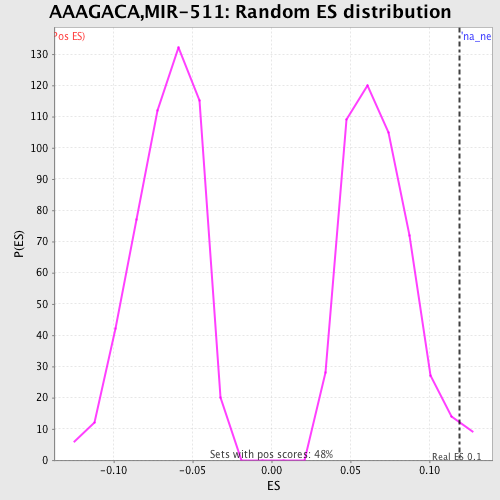 AAAGACA,MIR-511: Random ES distribution
Pos ES)
'na_ne
130
120
110
100
90
80
70
60
50
40
30
20
10
0
P(ES)
Sets with pos scores: 48%
Real ES 0.1
-0.10 -0.05 0.00 0.05 0.10
ES